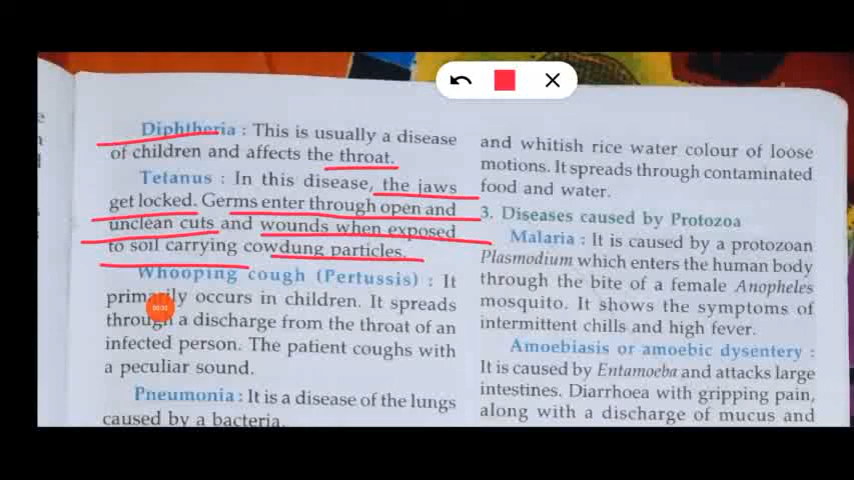 Diphtheria : This is usually a disease
of children and affects the throat.
Tetanus : In this disease, the jaws
get locked. Germs enter through open and
unclean cuts and wounds when exposed
to soil carrying cowdung particles.
Whooping cough (Pertussis) : It
primarily occurs in children. It spreads
through a discharge from the throat of an
infected person. The patient coughs with
a peculiar sound.
Pneumonia : It is a disease of the lungs
caused by a bacteria.
and whitish rice water colour of loose
motions. It spreads through contaminated
food and water.
3. Diseases caused by Protozoa
Malaria : It is caused by a protozoan
Plasmodium which enters the human body
through the bite of a female Anopheles
mosquito. It shows the symptoms of
intermittent chills and high fever.
Amoebiasis or amoebic dysentery :
It is caused by Entamoeba and attacks large
intestines. Diarrhoea with gripping pain,
along with a discharge of mucus and